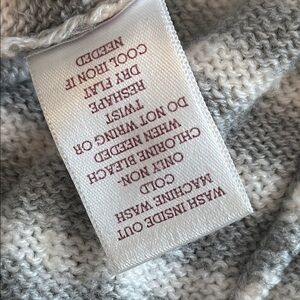 WASH INSIDE OUT
MACHINE WASH
COLD
ONLY NON-
CHLORINE BLEACH
WHEN NEEDED
DO NOT WRING OR
TWIST
RESHAPE
DRY FLAT
COOL IRON IF
NEEDED